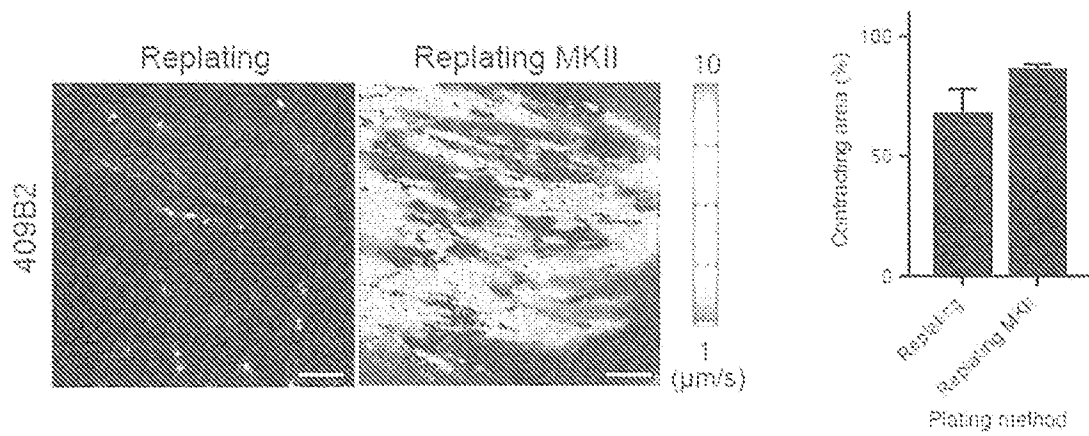 Replating
Replating MKII
409B2
10
1
(μm/s)
100
50
0
Contracting area (%)
Replating
Replating MKII
Plating method